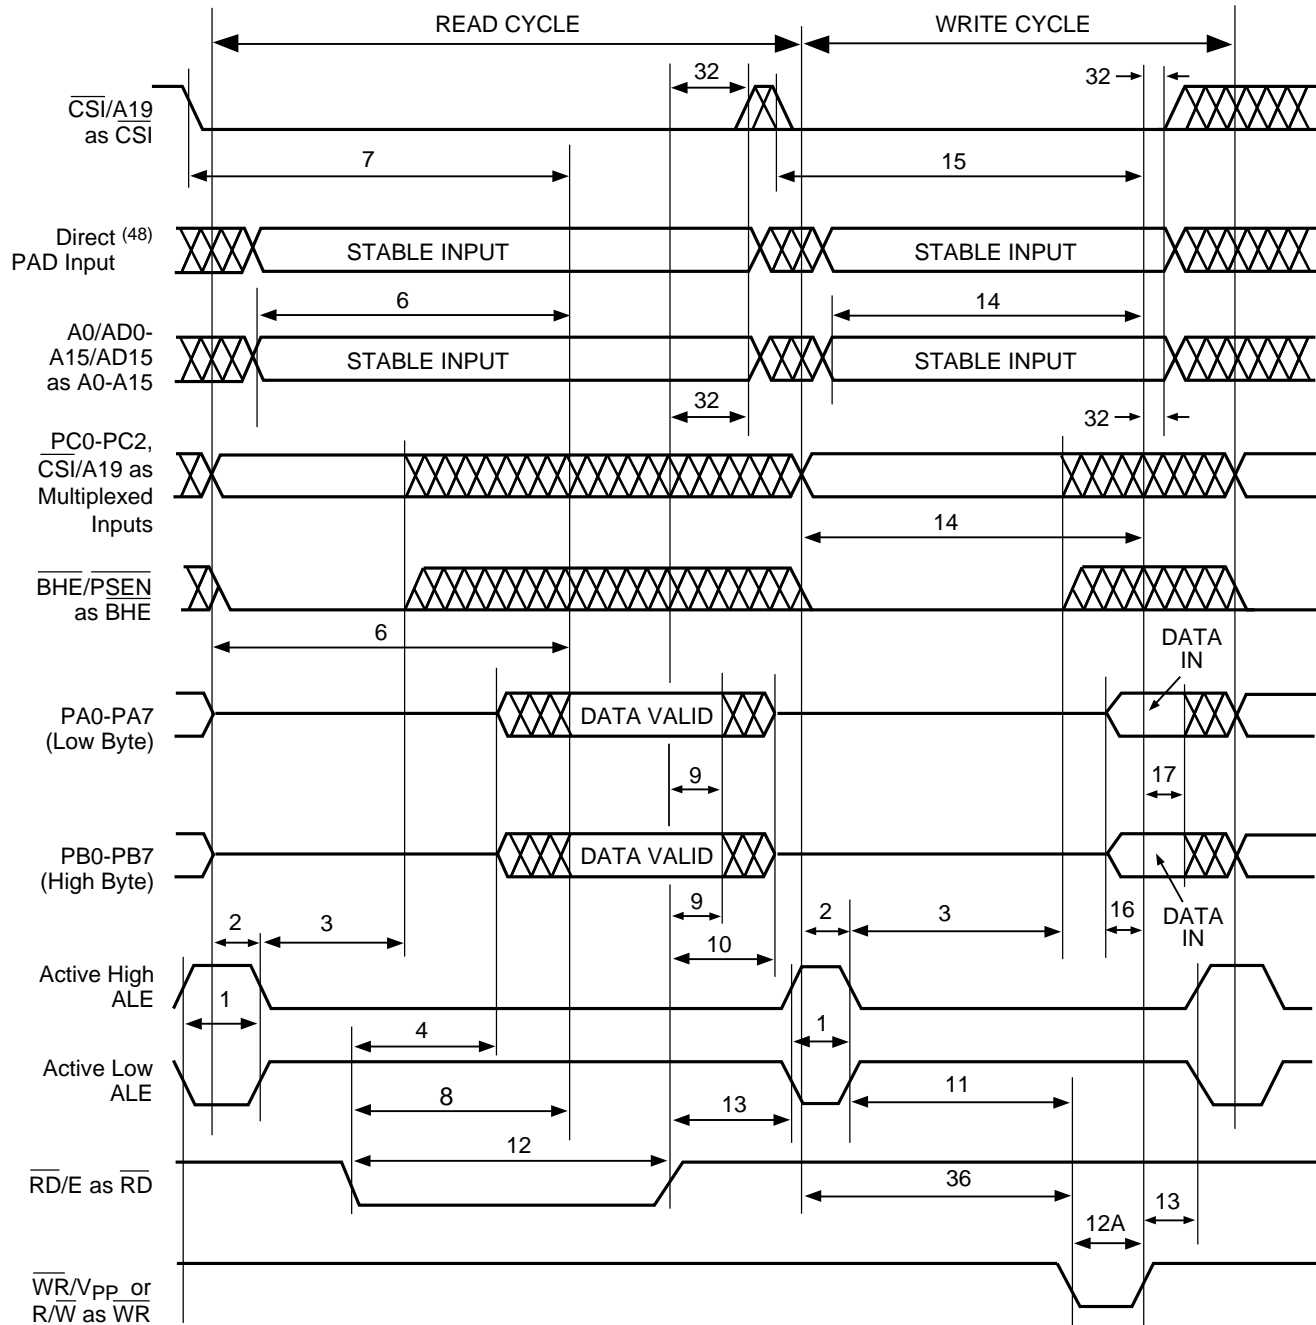 READ CYCLE
WRITE CYCLE
32
32
CSI/A19
as CSI
7
15
Direct (48)
PAD Input
STABLE INPUT
STABLE INPUT
6
14
A0/AD0-
A15/AD15
as A0-A15
STABLE INPUT
STABLE INPUT
32
32
PC0-PC2,
CSI/A19 as
Multiplexed
Inputs
14
BHE/PSEN
as BHE
6
DATA
IN
PA0-PA7
(Low Byte)
DATA VALID
9
17
PB0-PB7
(High Byte)
DATA VALID
9
2
3
10
2
3
16
DATA
IN
Active High
ALE
1
4
1
Active Low
ALE
8
13
11
12
RD/E as RD
36
13
12A
WR/VPP or
R/W as WR